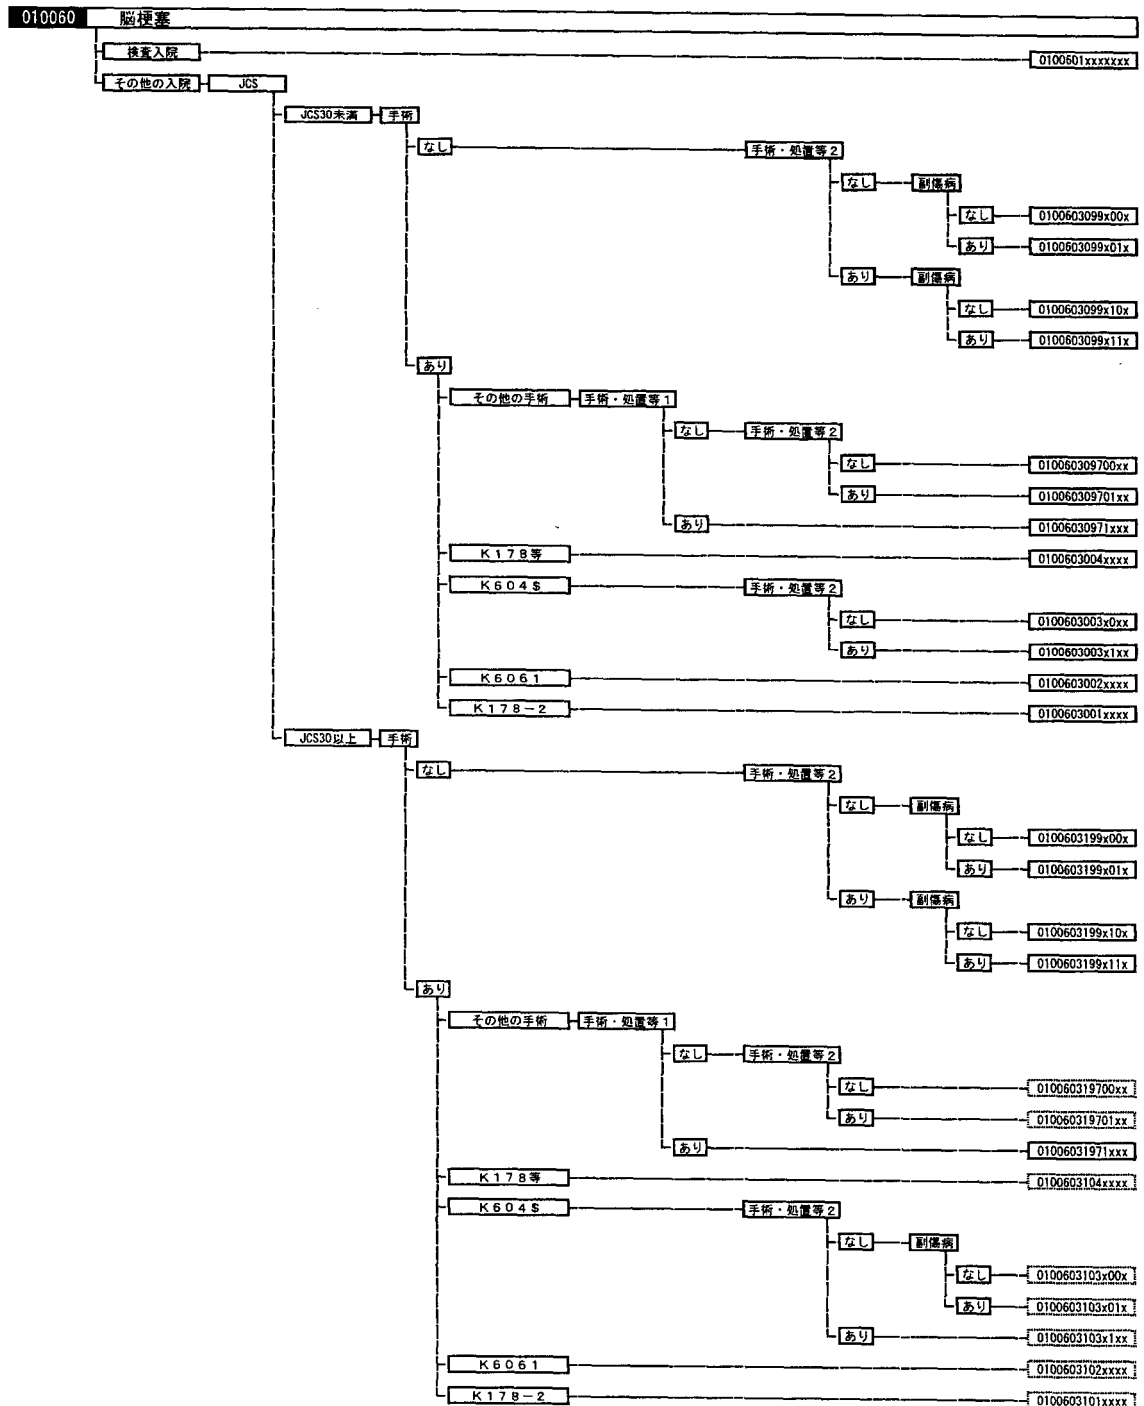 010060 脳梗塞
検査入院 0100601xxxxxxx
その他の入院 JCS
JCS30未満 手術
なし 手術・処置等2
なし 副傷病
なし 0100603099x00x
あり 0100603099x01x
あり 副傷病
なし 0100603099x10x
あり 0100603099x11x
あり
その他の手術 手術・処置等1
なし 手術・処置等2
なし 010060309700xx
あり 010060309701xx
あり 01006030971xxx
K178等 0100603004xxxx
K604$ 手術・処置等2
なし 0100603003x0xx
あり 0100603003x1xx
K6061 0100603002xxxx
K178-2 0100603001xxxx
JCS30以上 手術
なし 手術・処置等2
なし 副傷病
なし 0100603199x00x
あり 0100603199x01x
あり 副傷病
なし 0100603199x10x
あり 0100603199x11x
あり
その他の手術 手術・処置等1
なし 手術・処置等2
なし 010060319700xx
あり 010060319701xx
あり 01006031971xxx
K178等 0100603104xxxx
K604$ 手術・処置等2
なし 副傷病
なし 0100603103x00x
あり 0100603103x01x
あり 0100603103x1xx
K6061 0100603102xxxx
K178-2 0100603101xxxx